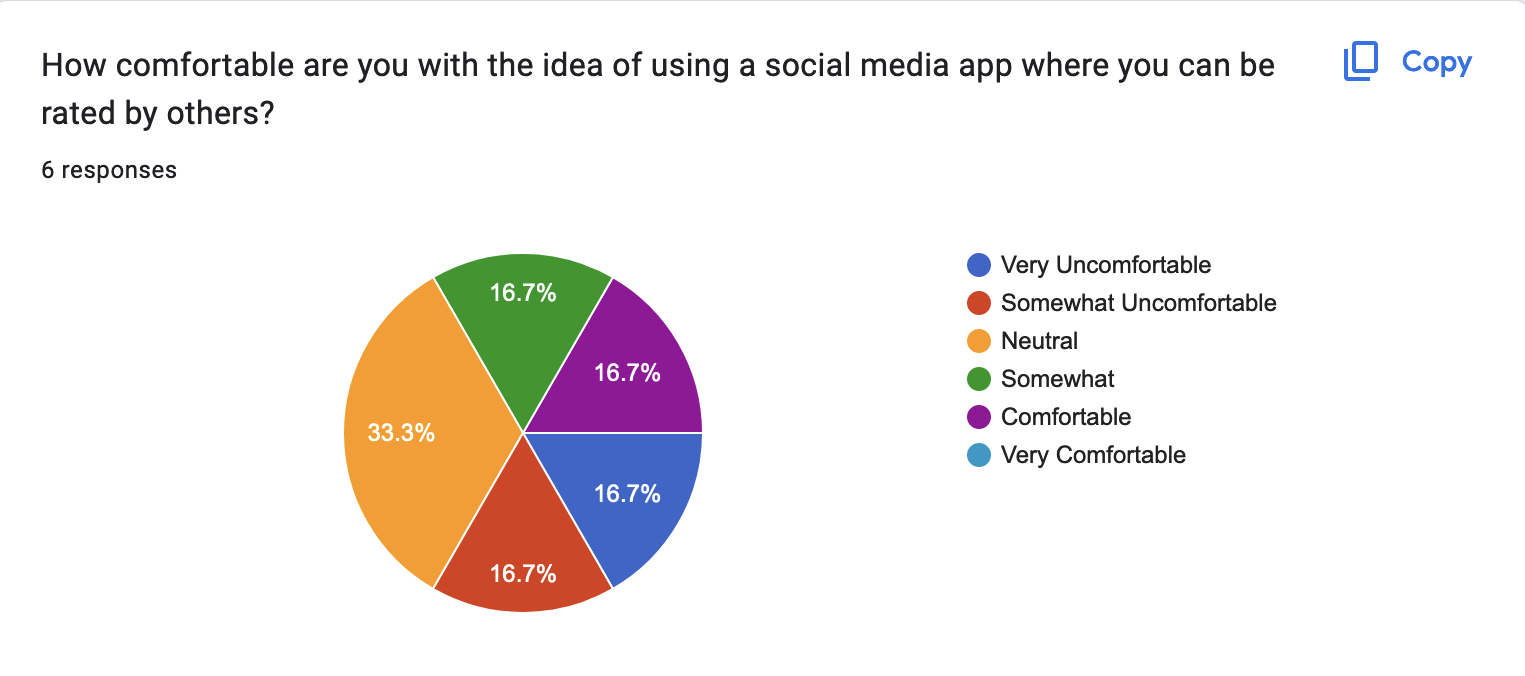 How comfortable are you with the idea of using a social media app where you can be
rated by others?
Copy
6 responses
16.7%
16.7%
33.3%
16.7%
16.7%
Very Uncomfortable
Somewhat Uncomfortable
Neutral
Somewhat
Comfortable
Very Comfortable